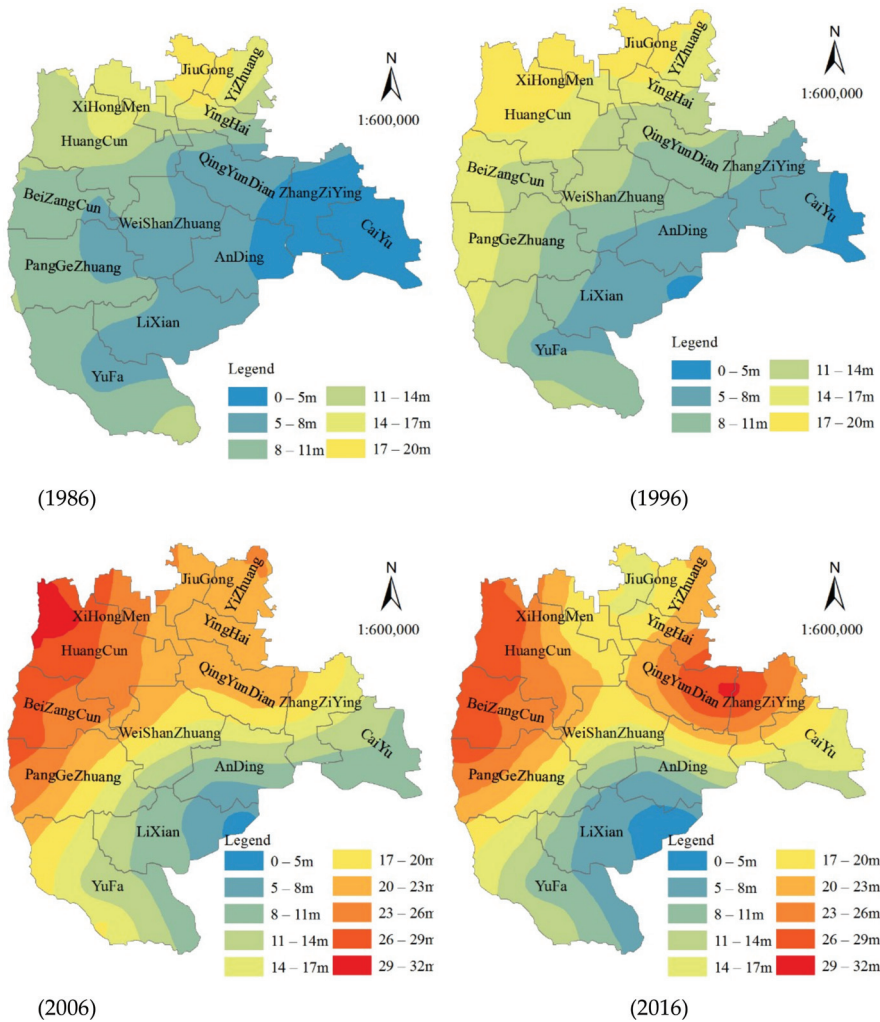 JiuGong
YiZhuang
XiHongMen
YingHai
HuangCun
QingYunDian
ZhangZiYing
BeiZangCun
WeiShanZhuang
CaiYu
AnDing
PangGeZhuang
LiXian
YuFa
N
1:600,000
Legend
0 – 5m
5 – 8m
8 – 11m
11 – 14m
14 – 17m
17 – 20m
(1986)
JiuGong
YiZhuang
XiHongMen
YingHai
HuangCun
QingYunDian
ZhangZiYing
BeiZangCun
WeiShanZhuang
CaiYu
AnDing
PangGeZhuang
LiXian
YuFa
N
1:600,000
Legend
0 – 5m
5 – 8m
8 – 11m
11 – 14m
14 – 17m
17 – 20m
(1996)
JiuGong
YiZhuang
XiHongMen
YingHai
HuangCun
QingYunDian
ZhangZiYing
BeiZangCun
WeiShanZhuang
CaiYu
AnDing
PangGeZhuang
LiXian
YuFa
N
1:600,000
Legend
0 – 5m
5 – 8m
8 – 11m
11 – 14m
14 – 17m
17 – 20m
20 – 23m
23 – 26m
26 – 29m
29 – 32m
(2006)
JiuGong
YiZhuang
XiHongMen
YingHai
HuangCun
QingYunDian
ZhangZiYing
BeiZangCun
WeiShanZhuang
CaiYu
AnDing
PangGeZhuang
LiXian
YuFa
N
1:600,000
Legend
0 – 5m
5 – 8m
8 – 11m
11 – 14m
14 – 17m
17 – 20m
20 – 23m
23 – 26m
26 – 29m
29 – 32m
(2016)